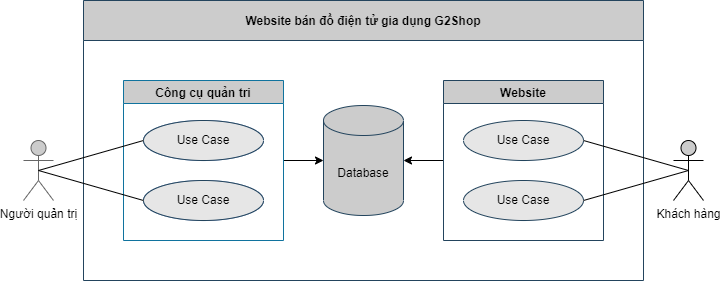 Website bán đồ điện tử gia dụng G2Shop
Công cụ quản tri
Website
Use Case
Use Case
Database
Use Case
Use Case
Người quản trị
Khách hàng